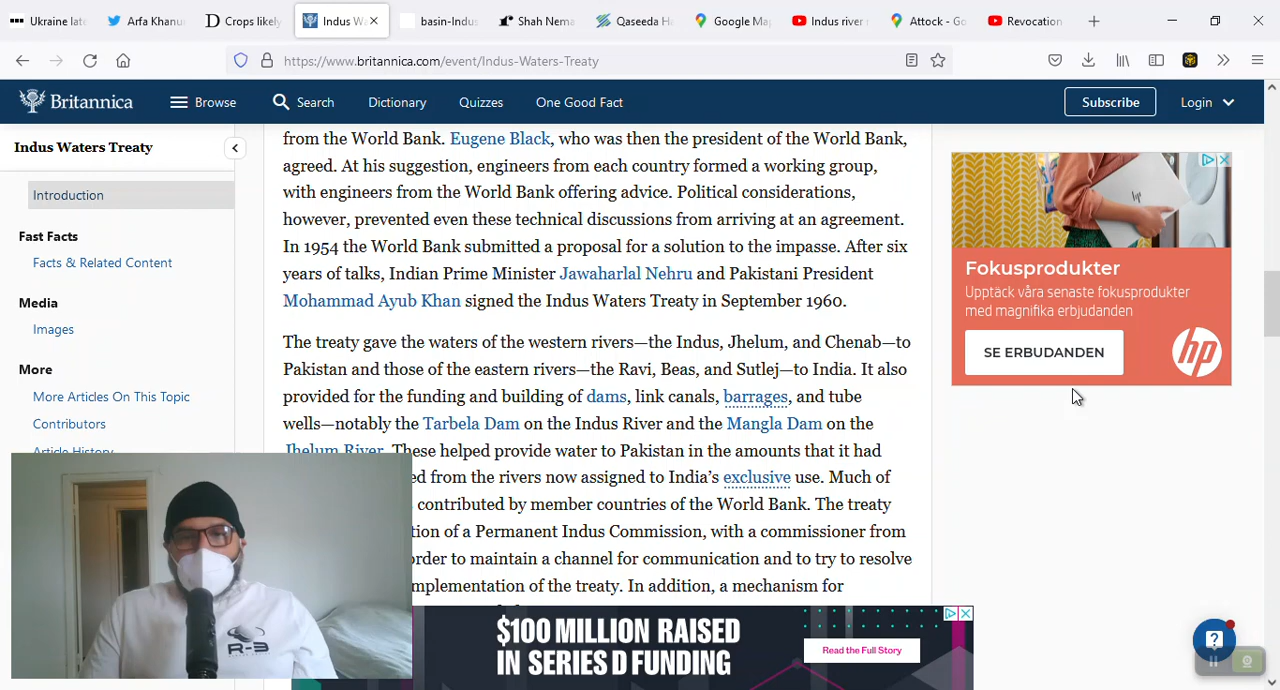 Ukraine late
Arfa Khanu
Crops likely
Indus Wa
basin-Indus
Shah Nema
Qaseeda Ha
Google Map
Indus river
Attock - Go
Revocation
https://www.britannica.com/event/Indus-Waters-Treaty
Britannica
Browse
Search
Dictionary
Quizzes
One Good Fact
Subscribe
Login
Indus Waters Treaty
Introduction
Fast Facts
Facts & Related Content
Media
Images
More
More Articles On This Topic
Contributors
Article History
from the World Bank. Eugene Black, who was then the president of the World Bank,
agreed. At his suggestion, engineers from each country formed a working group,
with engineers from the World Bank offering advice. Political considerations,
however, prevented even these technical discussions from arriving at an agreement.
In 1954 the World Bank submitted a proposal for a solution to the impasse. After six
years of talks, Indian Prime Minister Jawaharlal Nehru and Pakistani President
Mohammad Ayub Khan signed the Indus Waters Treaty in September 1960.
The treaty gave the waters of the western rivers—the Indus, Jhelum, and Chenab—to
Pakistan and those of the eastern rivers—the Ravi, Beas, and Sutlej—to India. It also
provided for the funding and building of dams, link canals, barrages, and tube
wells—notably the Tarbela Dam on the Indus River and the Mangla Dam on the
Jhelum River. These helped provide water to Pakistan in the amounts that it had
ed from the rivers now assigned to India's exclusive use. Much of
contributed by member countries of the World Bank. The treaty
tion of a Permanent Indus Commission, with a commissioner from
order to maintain a channel for communication and to try to resolve
mplementation of the treaty. In addition, a mechanism for
hp
Fokusprodukter
Upptäck våra senaste fokusprodukter
med magnifika erbjudanden
SE ERBUDANDEN
hp
R-3
$100 MILLION RAISED
IN SERIES D FUNDING
Read the Full Story